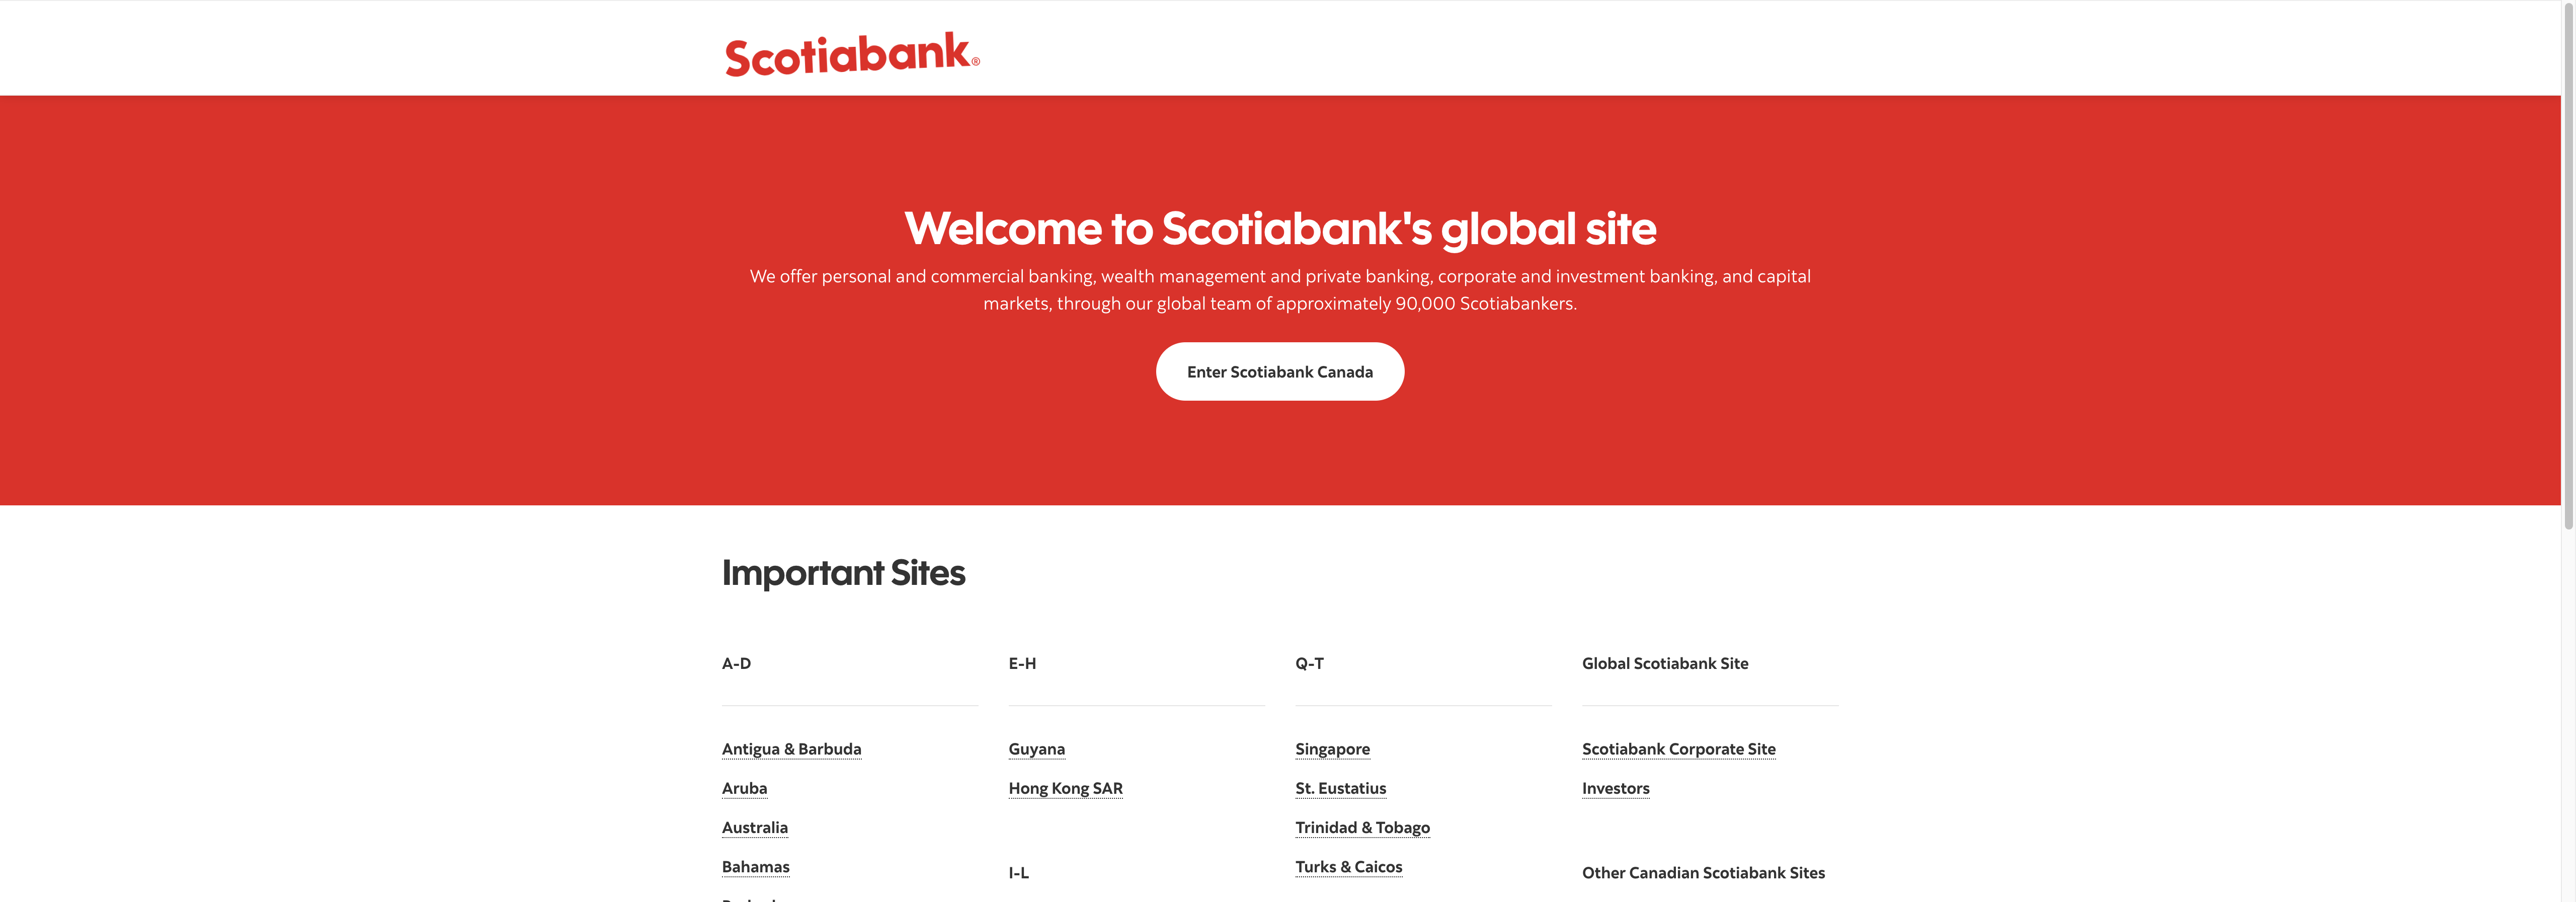 Scotiabank®
Welcome to Scotiabank's global site
We offer personal and commercial banking, wealth management and private banking, corporate and investment banking, and capital
markets, through our global team of approximately 90,000 Scotiabankers.
Enter Scotiabank Canada
Important Sites
A-D
Antigua & Barbuda
Aruba
Australia
Bahamas
E-H
Guyana
Hong Kong SAR
I-L
Q-T
Singapore
St. Eustatius
Trinidad & Tobago
Turks & Caicos
Global Scotiabank Site
Scotiabank Corporate Site
Investors
Other Canadian Scotiabank Sites